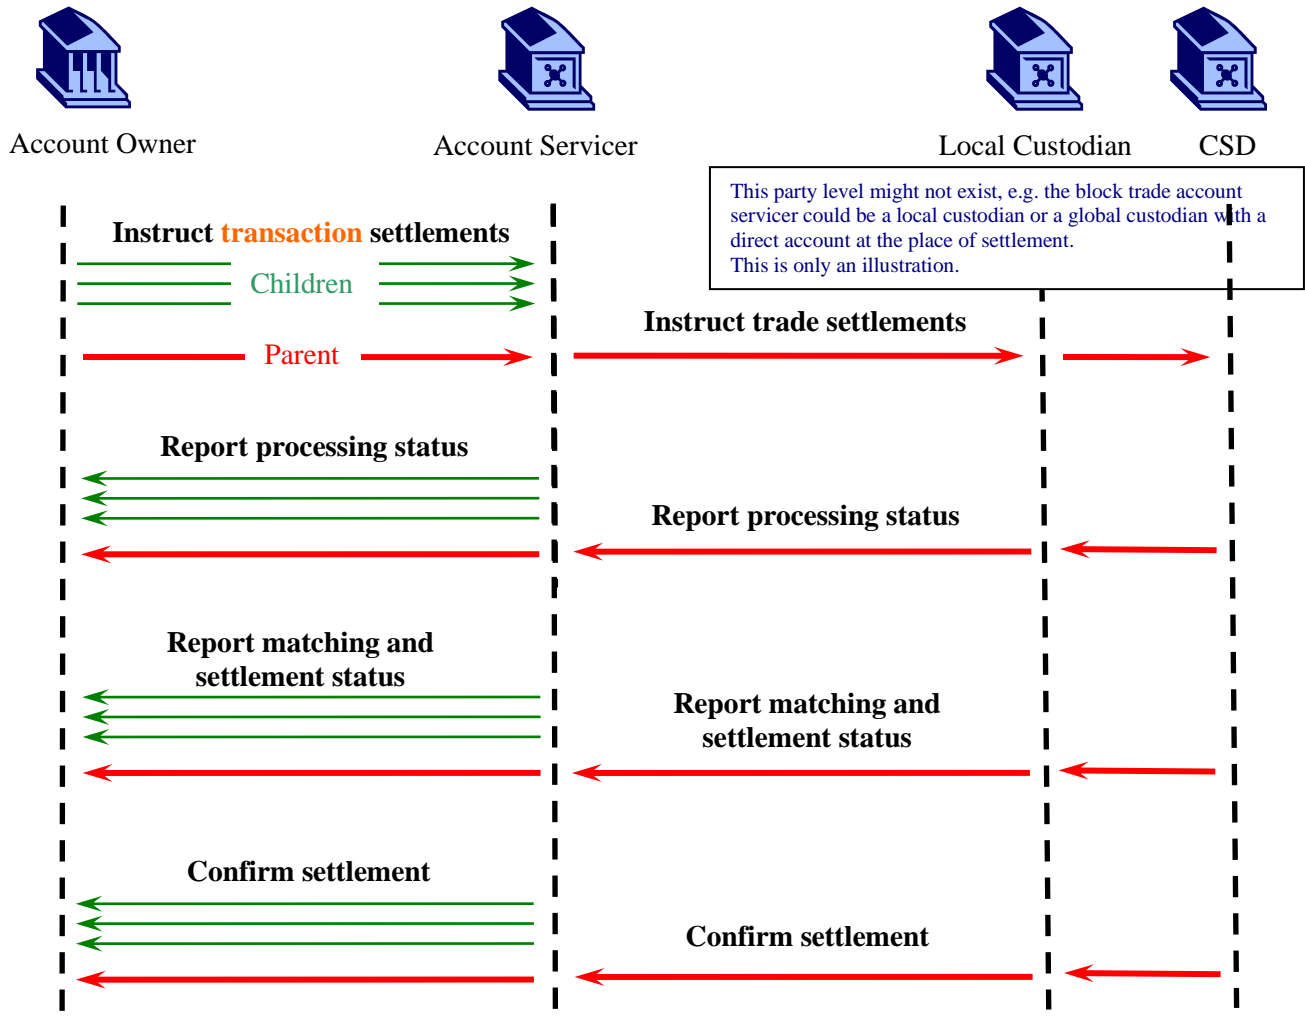 Account Owner
Account Servicer
Local Custodian
CSD
This party level might not exist, e.g. the block trade account
servicer could be a local custodian or a global custodian with a
direct account at the place of settlement.
This is only an illustration.
Instruct transaction settlements
Children
Instruct trade settlements
Parent
Report processing status
Report processing status
Report matching and
settlement status
Report matching and
settlement status
Confirm settlement
Confirm settlement